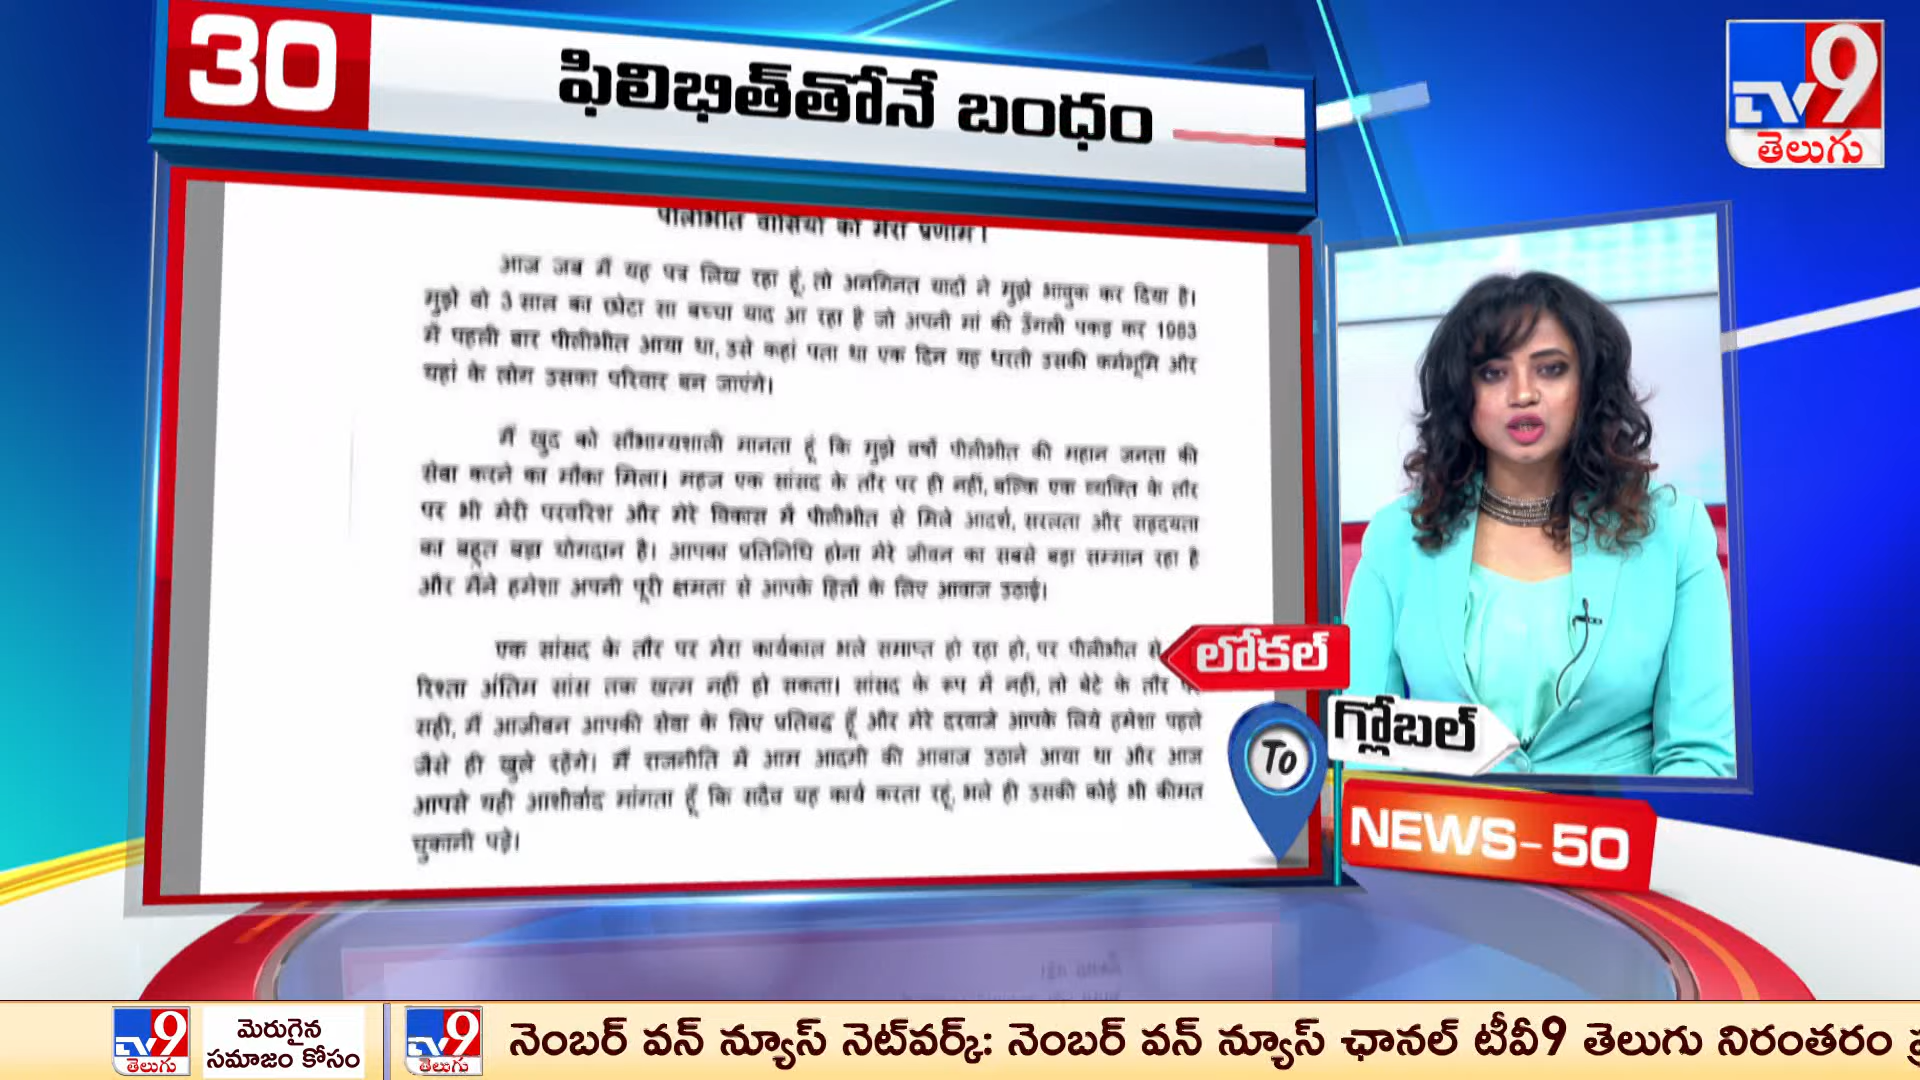 30
ఫిలిభిత్‌తోనే బంధం
TV9
తెలుగు
पीलीभीत वासियों को मेरा प्रणाम।
आज जब मैं यह पत्र लिख रहा हूं, तो अनगिनत यादों ने मुझे भावुक कर दिया है।
मुझे वो 3 साल का छोटा सा बच्चा याद आ रहा है जो अपनी मां की उँगली पकड़ कर 1983
में पहली बार पीलीभीत आया था, उसे कहां पता था एक दिन यह धरती उसकी कर्मभूमि और
यहां के लोग उसका परिवार बन जाएंगे।
मैं खुद को सौभाग्यशाली मानता हूं कि मुझे वर्षों पीलीभीत की महान जनता की
सेवा करने का मौका मिला। महज एक सांसद के तौर पर ही नहीं, बल्कि एक व्यक्ति के तौर
पर भी मेरी परवरिश और मेरे विकास में पीलीभीत से मिले आदर्श, सरलता और सहृदयता
का बहुत बड़ा योगदान है। आपका प्रतिनिधि होना मेरे जीवन का सबसे बड़ा सम्मान रहा है
और मैंने हमेशा अपनी पूरी क्षमता से आपके हितों के लिए आवाज उठाई।
एक सांसद के तौर पर मेरा कार्यकाल भले समाप्त हो रहा हो, पर पीलीभीत से
रिश्ता अंतिम सांस तक खत्म नहीं हो सकता। सांसद के रूप में नहीं, तो बेटे के तौर पर
सही, मैं आजीवन आपकी सेवा के लिए प्रतिबद्ध हूँ और मेरे दरवाजे आपके लिये हमेशा पहले
जैसे ही खुले रहेंगे। मैं राजनीति में आम आदमी की आवाज उठाने आया था और आज
आपसे यही आशीर्वाद मांगता हूँ कि सदैव यह कार्य करता रहूं, भले ही उसकी कोई भी कीमत
चुकानी पड़े।
లోకల్
To
గ్లోబల్
NEWS-50
TV9
తెలుగు
మెరుగైన
సమాజం కోసం
TV9
తెలుగు
నెంబర్ వన్ న్యూస్ నెట్‌వర్క్: నెంబర్ వన్ న్యూస్ ఛానల్ టీవీ9 తెలుగు నిరంతరం